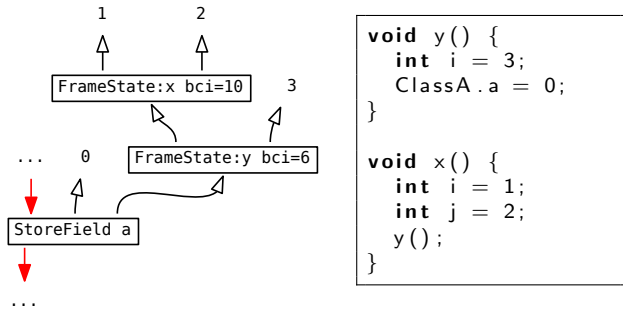 1 2
FrameState:x bci=10
3
... 0
FrameState:y bci=6
StoreField a
...
void y() {
int i = 3;
ClassA.a = 0;
}
void x() {
int i = 1;
int j = 2;
y();
}